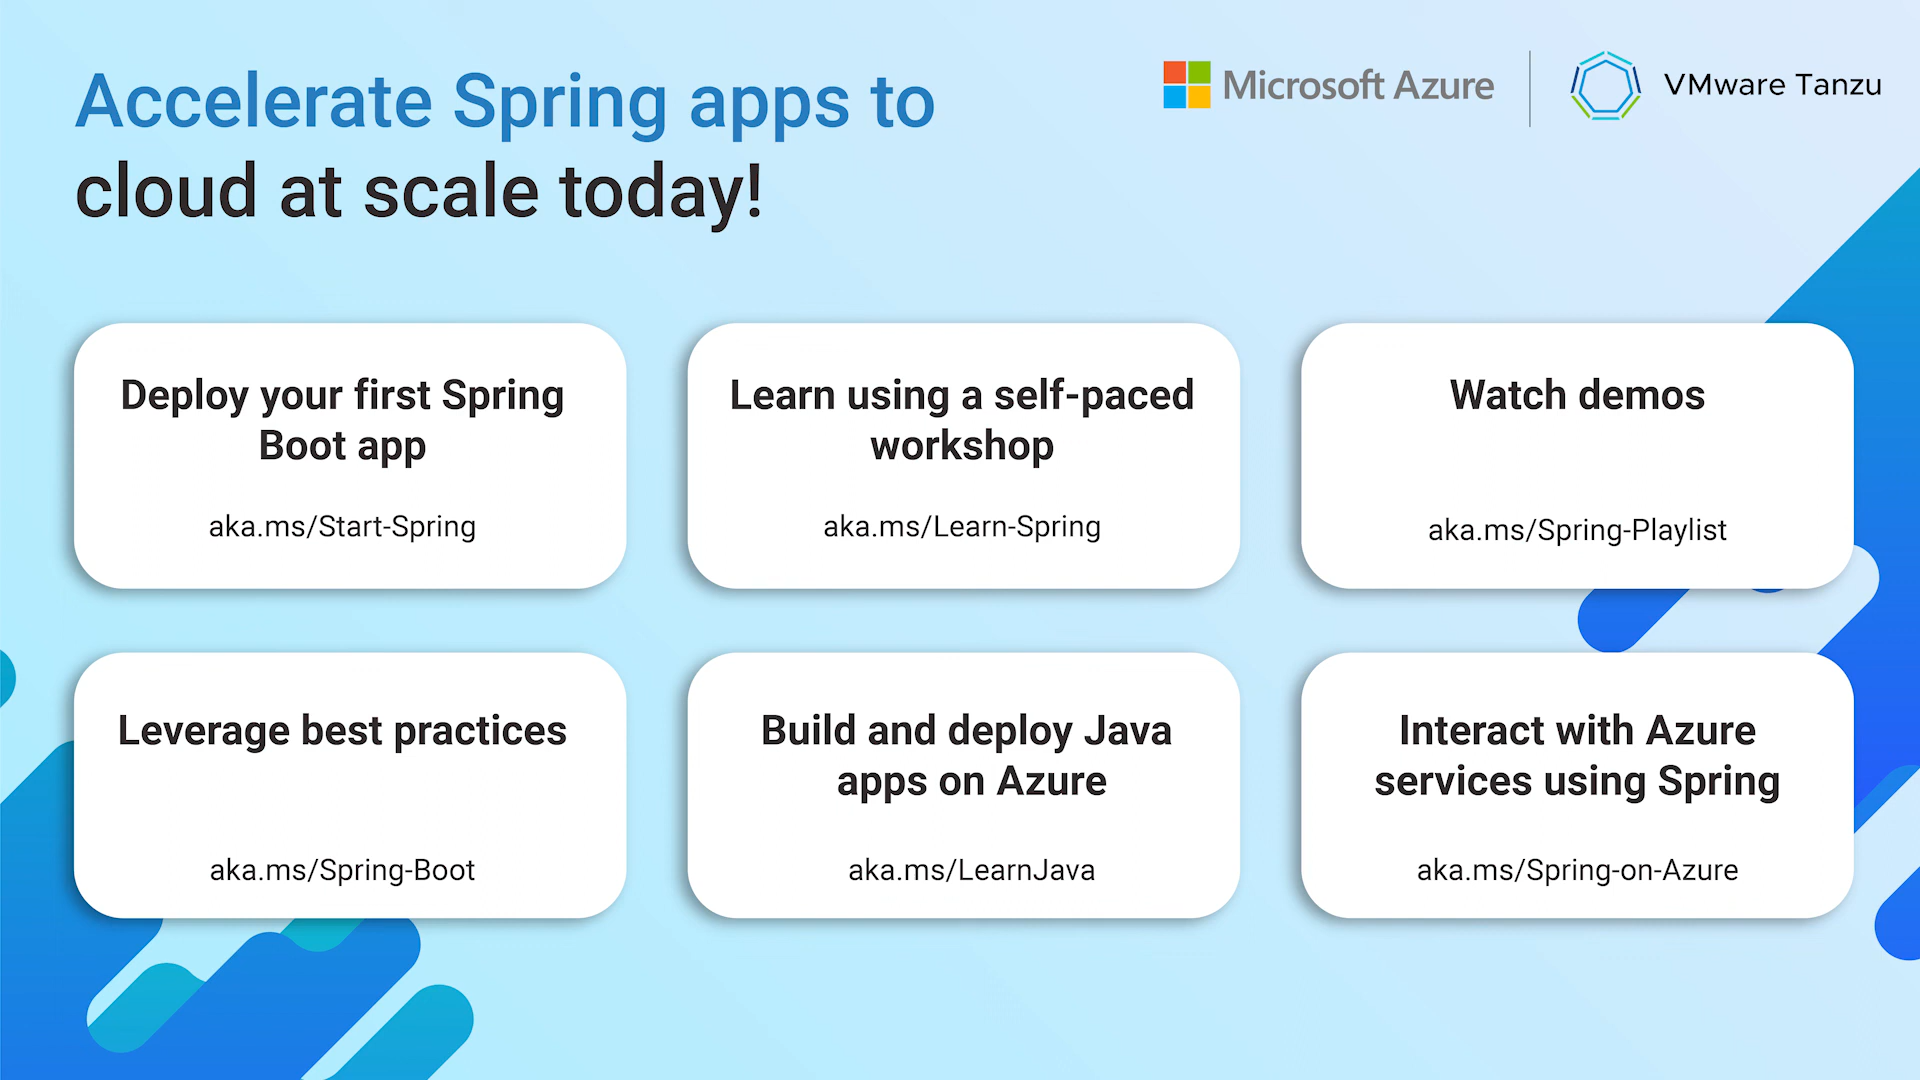 Accelerate Spring apps to
cloud at scale today!
Microsoft Azure
VMware Tanzu
Deploy your first Spring
Boot app
aka.ms/Start-Spring
Learn using a self-paced
workshop
aka.ms/Learn-Spring
Watch demos
aka.ms/Spring-Playlist
Leverage best practices
aka.ms/Spring-Boot
Build and deploy Java
apps on Azure
aka.ms/LearnJava
Interact with Azure
services using Spring
aka.ms/Spring-on-Azure